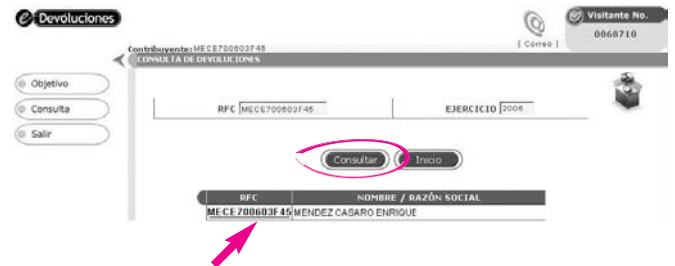 e Devoluciones
Visitante No.
0060710
| Correo |
Contribuyente: MECE700603F45
CONSULTA DE DEVOLUCIONES
Objetivo
Consulta
Salir
RFC MECE700603F45 EJERCICIO 2006
Consultar Inicio
RFC NOMBRE / RAZÓN SOCIAL
MECE700603F45 MENDEZ CASARO ENRIQUE